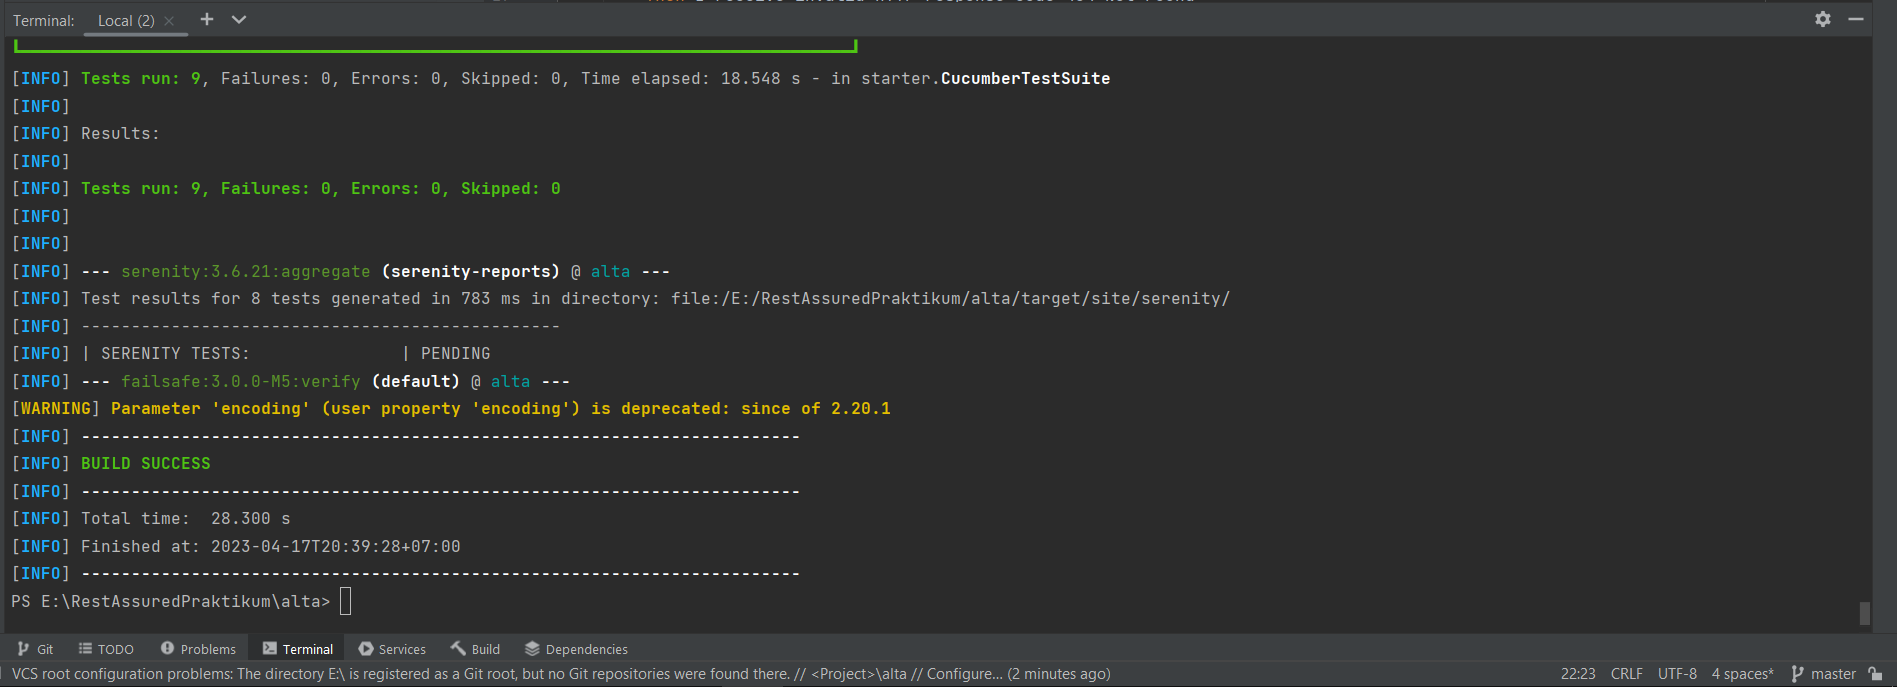 Terminal: Local (2)
[INFO] Tests run: 9, Failures: 0, Errors: 0, Skipped: 0, Time elapsed: 18.548 s - in starter.CucumberTestSuite
[INFO]
[INFO] Results:
[INFO]
[INFO] Tests run: 9, Failures: 0, Errors: 0, Skipped: 0
[INFO]
[INFO]
[INFO] --- serenity:3.6.21:aggregate (serenity-reports) @ alta ---
[INFO] Test results for 8 tests generated in 783 ms in directory: file:/E:/RestAssuredPraktikum/alta/target/site/serenity/
[INFO] ------------------------------------------------
[INFO] | SERENITY TESTS:               | PENDING
[INFO] --- failsafe:3.0.0-M5:verify (default) @ alta ---
[WARNING] Parameter 'encoding' (user property 'encoding') is deprecated: since of 2.20.1
[INFO] ------------------------------------------------------------------------
[INFO] BUILD SUCCESS
[INFO] ------------------------------------------------------------------------
[INFO] Total time:  28.300 s
[INFO] Finished at: 2023-04-17T20:39:28+07:00
[INFO] ------------------------------------------------------------------------
PS E:\RestAssuredPraktikum\alta>
Git TODO Problems Terminal Services Build Dependencies
VCS root configuration problems: The directory E:\ is registered as a Git root, but no Git repositories were found there. // <Project>\alta // Configure... (2 minutes ago) 22:23 CRLF UTF-8 4 spaces* master